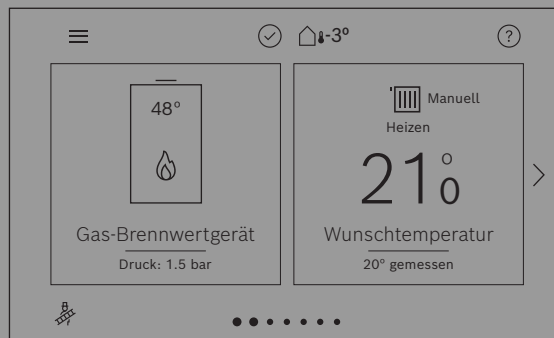 -3°
48°
Gas-Brennwertgerät
Druck: 1.5 bar
Manuell
Heizen
21°0
Wunschtemperatur
20° gemessen